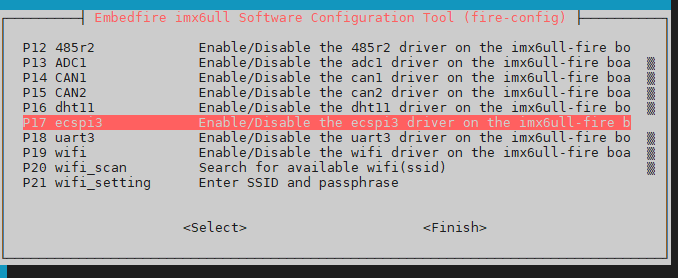 Embedfire imx6ull Software Configuration Tool (fire-config)
P12 485r2 Enable/Disable the 485r2 driver on the imx6ull-fire bo
P13 ADC1 Enable/Disable the adc1 driver on the imx6ull-fire boa
P14 CAN1 Enable/Disable the can1 driver on the imx6ull-fire boa
P15 CAN2 Enable/Disable the can2 driver on the imx6ull-fire boa
P16 dht11 Enable/Disable the dht11 driver on the imx6ull-fire bo
P17 ecspi3 Enable/Disable the ecspi3 driver on the imx6ull-fire b
P18 uart3 Enable/Disable the uart3 driver on the imx6ull-fire bo
P19 wifi Enable/Disable the wifi driver on the imx6ull-fire boa
P20 wifi_scan Search for available wifi(ssid)
P21 wifi_setting Enter SSID and passphrase
<Select> <Finish>